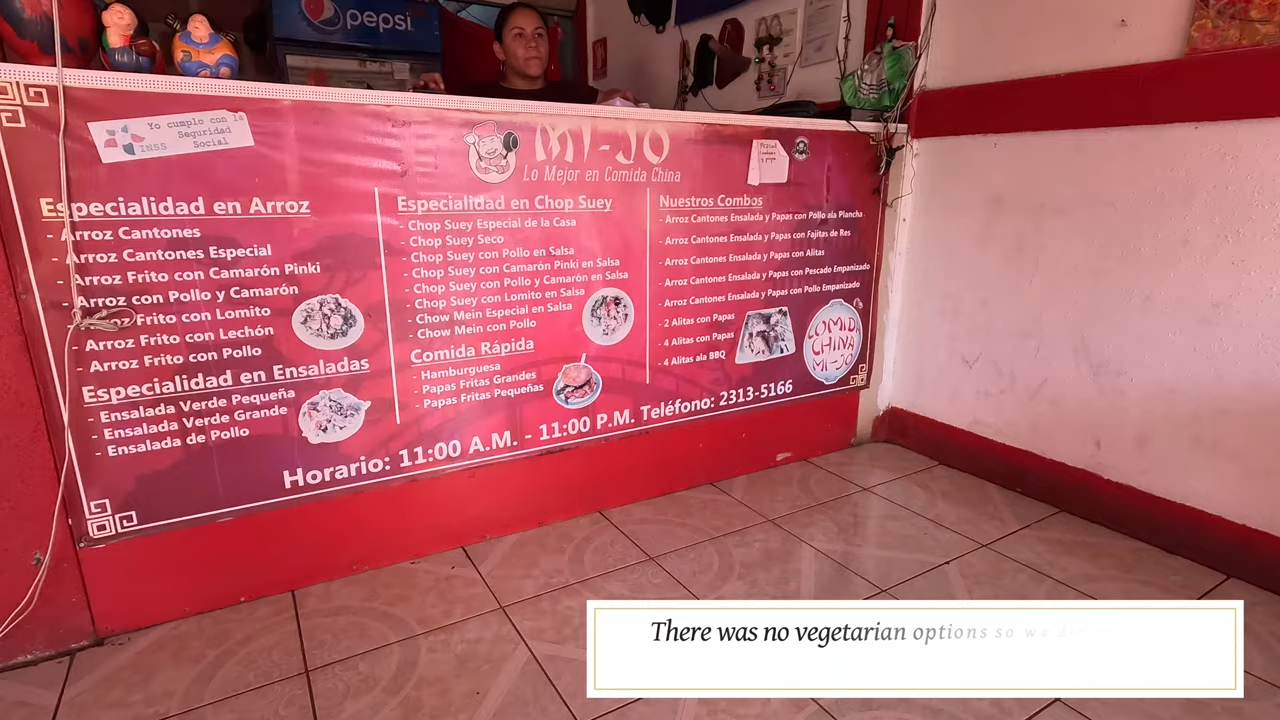 pepsi
Yo cumplo con la
Seguridad
INSS Social
MI-JO
Lo Mejor en Comida China
Especialidad en Arroz
- Arroz Cantones
- Arroz Cantones Especial
- Arroz Frito con Camarón Pinki
- Arroz con Pollo y Camarón
Frito con Lomito
- Arroz Frito con Lechón
- Arroz Frito con Pollo
Especialidad en Ensaladas
- Ensalada Verde Pequeña
- Ensalada Verde Grande
- Ensalada de Pollo
Especialidad en Chop Suey
- Chop Suey Especial de la Casa
- Chop Suey Seco
- Chop Suey con Pollo en Salsa
- Chop Suey con Camarón Pinki en Salsa
- Chop Suey con Pollo y Camarón en Salsa
- Chop Suey con Lomito en Salsa
- Chow Mein Especial en Salsa
- Chow Mein con Pollo
Comida Rápida
- Hamburguesa
- Papas Fritas Grandes
- Papas Fritas Pequeñas
Nuestros Combos
- Arroz Cantones Ensalada y Papas con Pollo ala Plancha
- Arroz Cantones Ensalada y Papas con Fajitas de Res
- Arroz Cantones Ensalada y Papas con Alitas
- Arroz Cantones Ensalada y Papas con Pescado Empanizado
- Arroz Cantones Ensalada y Papas con Pollo Empanizado
- 2 Alitas con Papas
- 4 Alitas con Papas
- 4 Alitas ala BBQ
COMIDA
CHINA
MI-JO
Horario: 11:00 A.M. - 11:00 P.M. Teléfono: 2313-5166
There was no vegetarian options so we